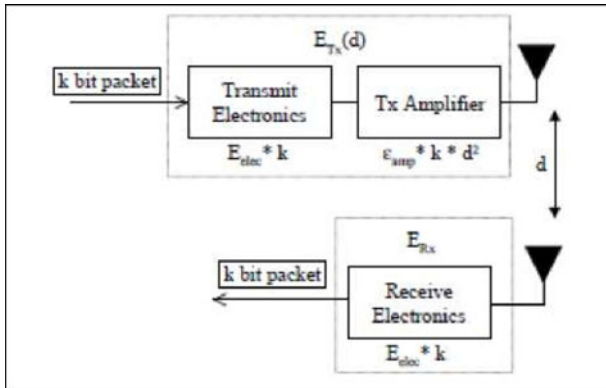 E_Tx(d)
k bit packet
Transmit
Electronics
Tx Amplifier
E_elec * k
ε_amp * k * d²
d
E_Rx
k bit packet
Receive
Electronics
E_elec * k